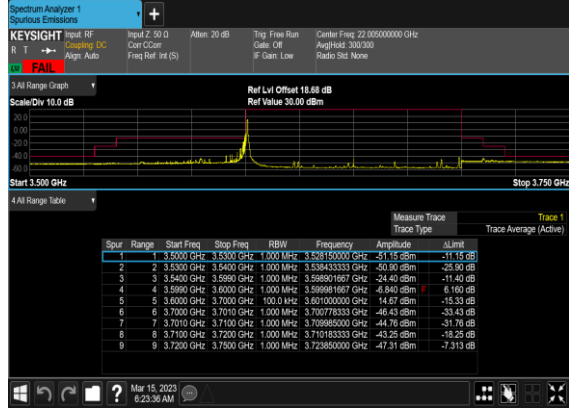 Spectrum Analyzer 1
Spurious Emissions
+
KEYSIGHT
R T
FAIL
Input: RF
Coupling: DC
Align: Auto
Input Z: 50 Ω
Corr CCorr
Freq Ref: Int (S)
Atten: 20 dB
Trig: Free Run
Gate: Off
IF Gain: Low
Center Freq: 22.005000000 GHz
Avg|Hold: 300/300
Radio Std: None
3 All Range Graph
Scale/Div 10.0 dB
Ref Lvl Offset 18.68 dB
Ref Value 30.00 dBm
20.0
0.00
-20.0
-40.0
-60.0
Start 3.500 GHz
Stop 3.750 GHz
4 All Range Table
Measure Trace Trace 1
Trace Type Trace Average (Active)
Spur Range Start Freq Stop Freq RBW Frequency Amplitude ΔLimit
1 1 3.5000 GHz 3.5300 GHz 1.000 MHz 3.528150000 GHz -51.15 dBm -11.15 dB
2 2 3.5300 GHz 3.5400 GHz 1.000 MHz 3.538433333 GHz -50.90 dBm -25.90 dB
3 3 3.5400 GHz 3.5990 GHz 1.000 MHz 3.598901667 GHz -24.40 dBm -11.40 dB
4 4 3.5990 GHz 3.6000 GHz 1.000 MHz 3.599981667 GHz -6.840 dBm F 6.160 dB
5 5 3.6000 GHz 3.7000 GHz 100.0 kHz 3.601000000 GHz 14.67 dBm -15.33 dB
6 6 3.7000 GHz 3.7010 GHz 1.000 MHz 3.700778333 GHz -46.43 dBm -33.43 dB
7 7 3.7010 GHz 3.7100 GHz 1.000 MHz 3.709985000 GHz -44.76 dBm -31.76 dB
8 8 3.7100 GHz 3.7200 GHz 1.000 MHz 3.710183333 GHz -43.25 dBm -18.25 dB
9 9 3.7200 GHz 3.7500 GHz 1.000 MHz 3.723850000 GHz -47.31 dBm -7.313 dB
?
Mar 15, 2023
6:23:36 AM